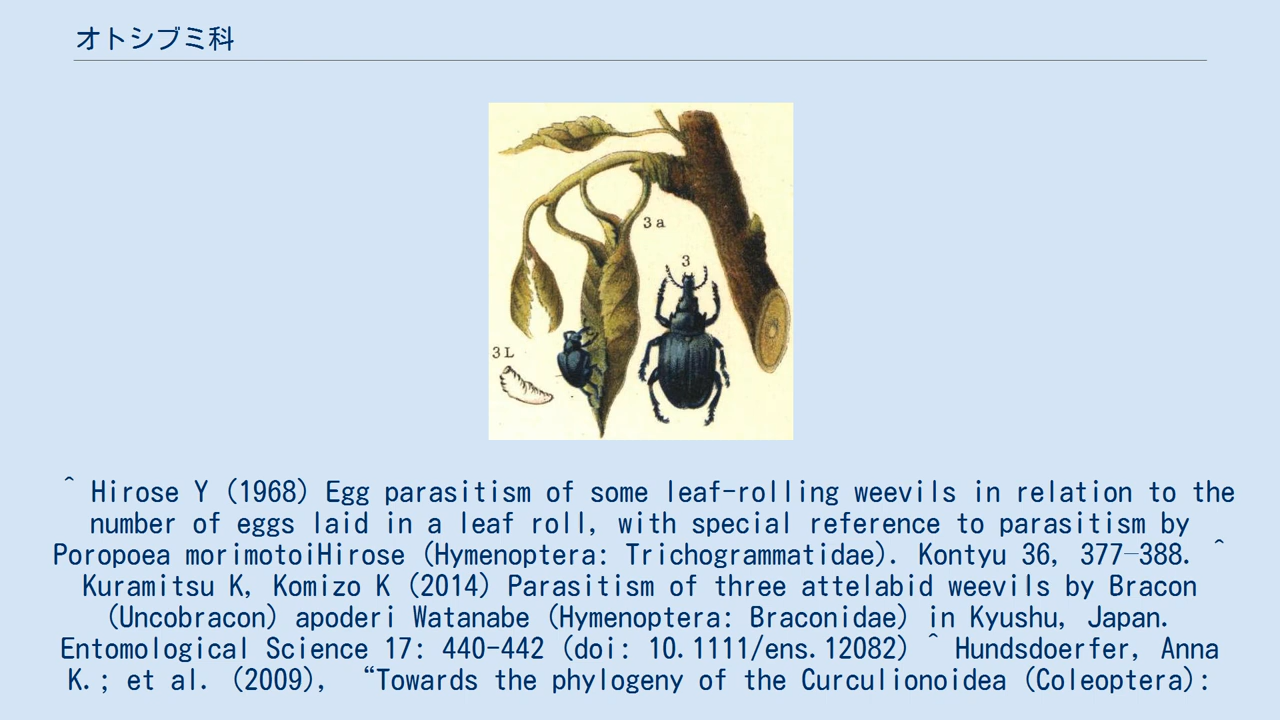 オトシブミ科
3 a
3
3 L
^ Hirose Y (1968) Egg parasitism of some leaf-rolling weevils in relation to the
number of eggs laid in a leaf roll, with special reference to parasitism by
Poropoea morimotoiHirose (Hymenoptera: Trichogrammatidae). Kontyu 36, 377–388. ^
Kuramitsu K, Komizo K (2014) Parasitism of three attelabid weevils by Bracon
(Uncobracon) apoderi Watanabe (Hymenoptera: Braconidae) in Kyushu, Japan.
Entomological Science 17: 440-442 (doi: 10.1111/ens.12082) ^ Hundsdoerfer, Anna
K.; et al. (2009), “Towards the phylogeny of the Curculionoidea (Coleoptera):